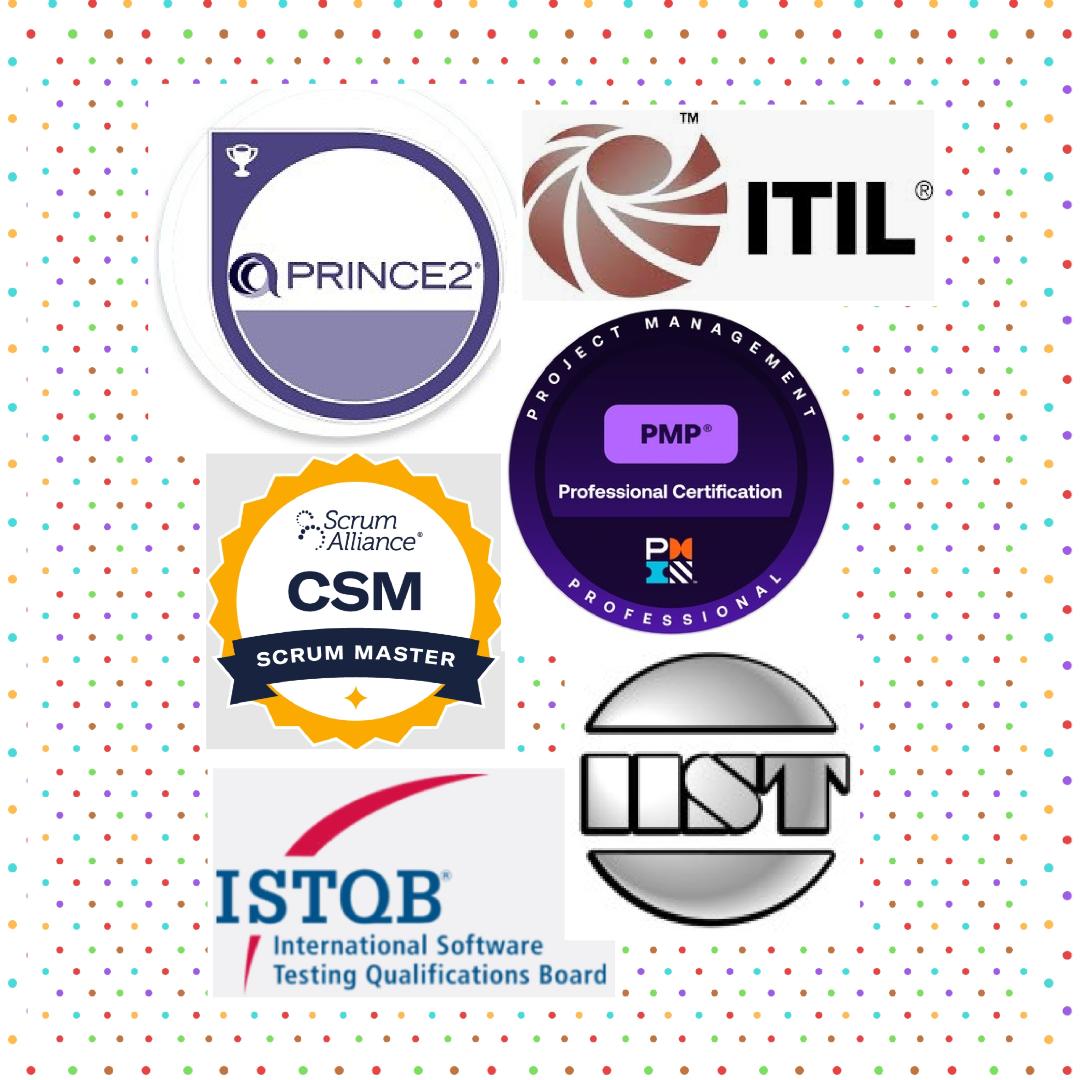 PRINCE2®
™
ITIL®
PROJECT MANAGEMENT
PMP®
Professional Certification
PM
I
PROFESSIONAL
Scrum
Alliance®
CSM
SCRUM MASTER
IIST
ISTQB®
International Software
Testing Qualifications Board